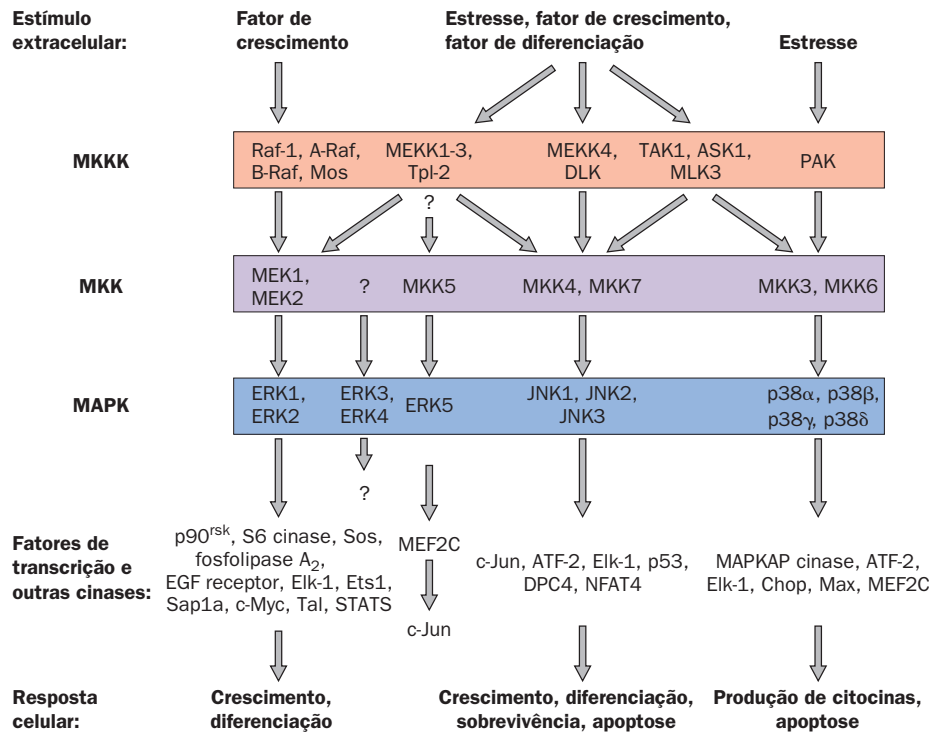 Estímulo
extracelular:
Fator de
crescimento
Estresse, fator de crescimento,
fator de diferenciação
Estresse
MKKK
Raf-1, A-Raf,
B-Raf, Mos
MEKK1-3,
Tpl-2
MEKK4,
DLK
TAK1, ASK1,
MLK3
PAK
?
MKK
MEK1,
MEK2
?
MKK5
MKK4, MKK7
MKK3, MKK6
MAPK
ERK1,
ERK2
ERK3,
ERK4
ERK5
JNK1, JNK2,
JNK3
p38α, p38β,
p38γ, p38δ
?
Fatores de
transcrição e
outras cinases:
p90rsk, S6 cinase, Sos,
fosfolipase A2,
EGF receptor, Elk-1, Ets1,
Sap1a, c-Myc, Tal, STATS
MEF2C
c-Jun
c-Jun, ATF-2, Elk-1, p53,
DPC4, NFAT4
MAPKAP cinase, ATF-2,
Elk-1, Chop, Max, MEF2C
Resposta
celular:
Crescimento,
diferenciação
Crescimento, diferenciação,
sobrevivência, apoptose
Produção de citocinas,
apoptose